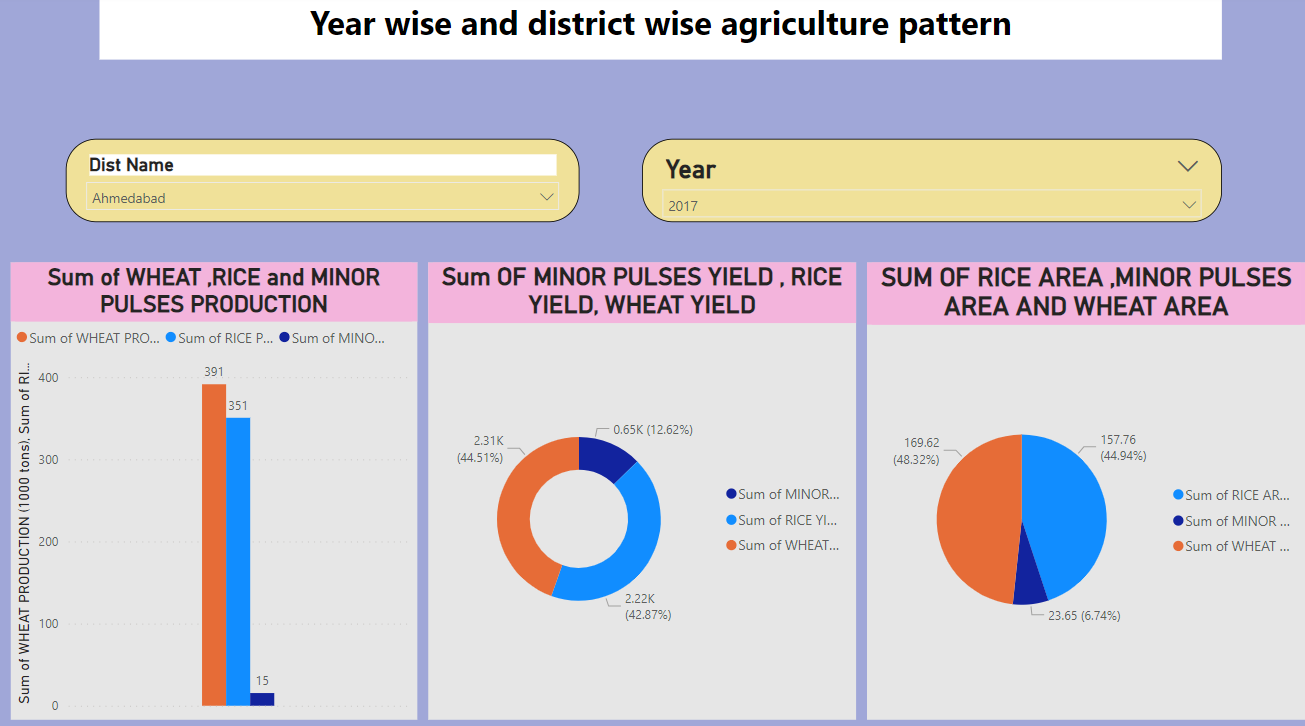 Year wise and district wise agriculture pattern
Dist Name
Ahmedabad
Year
2017
Sum of WHEAT ,RICE and MINOR
PULSES PRODUCTION
Sum of WHEAT PRO... Sum of RICE P... Sum of MINO...
Sum of WHEAT PRODUCTION (1000 tons), Sum of RI...
400
300
200
100
0
391
351
15
Sum OF MINOR PULSES YIELD , RICE
YIELD, WHEAT YIELD
0.65K (12.62%)
2.31K
(44.51%)
2.22K
(42.87%)
Sum of MINOR...
Sum of RICE YI...
Sum of WHEAT...
SUM OF RICE AREA ,MINOR PULSES
AREA AND WHEAT AREA
169.62
(48.32%)
157.76
(44.94%)
23.65 (6.74%)
Sum of RICE AR...
Sum of MINOR ...
Sum of WHEAT ...